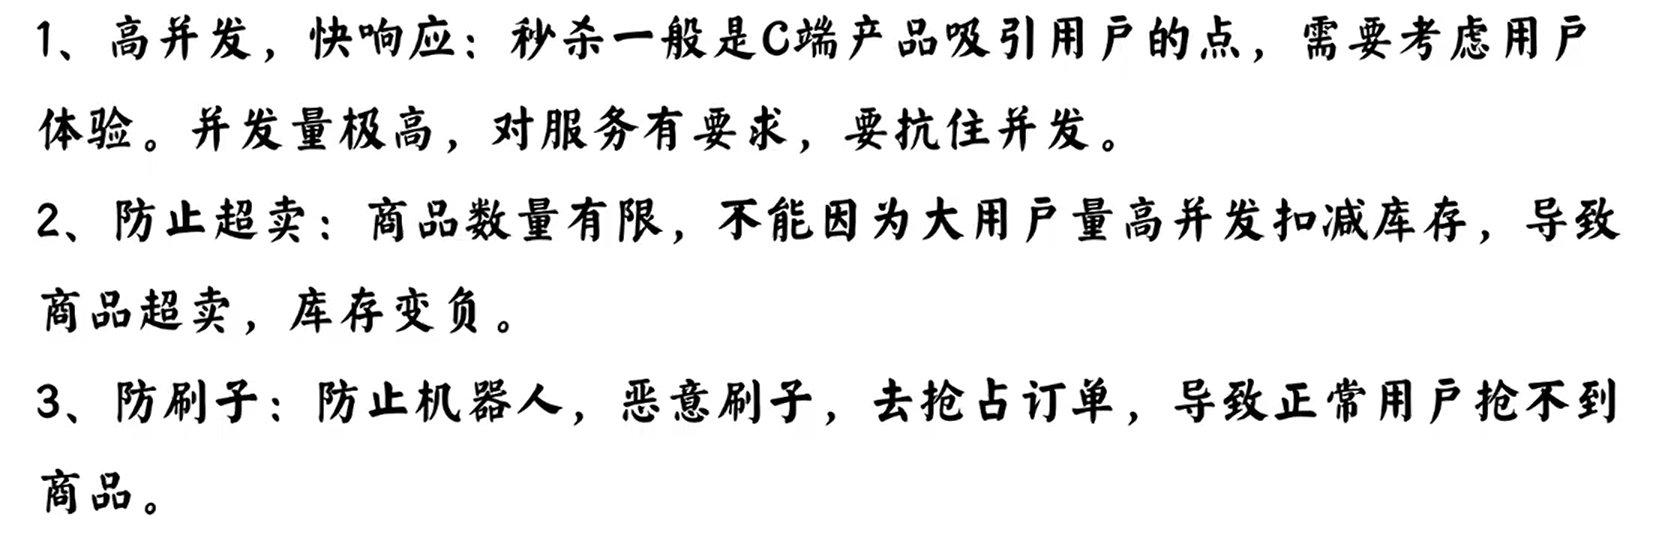 1、高并发，快响应：秒杀一般是C端产品吸引用户的点，需要考虑用户
体验。并发量极高，对服务有要求，要抗住并发。
2、防止超卖：商品数量有限，不能因为大用户量高并发扣减库存，导致
商品超卖，库存变负。
3、防刷子：防止机器人，恶意刷子，去抢占订单，导致正常用户抢不到
商品。